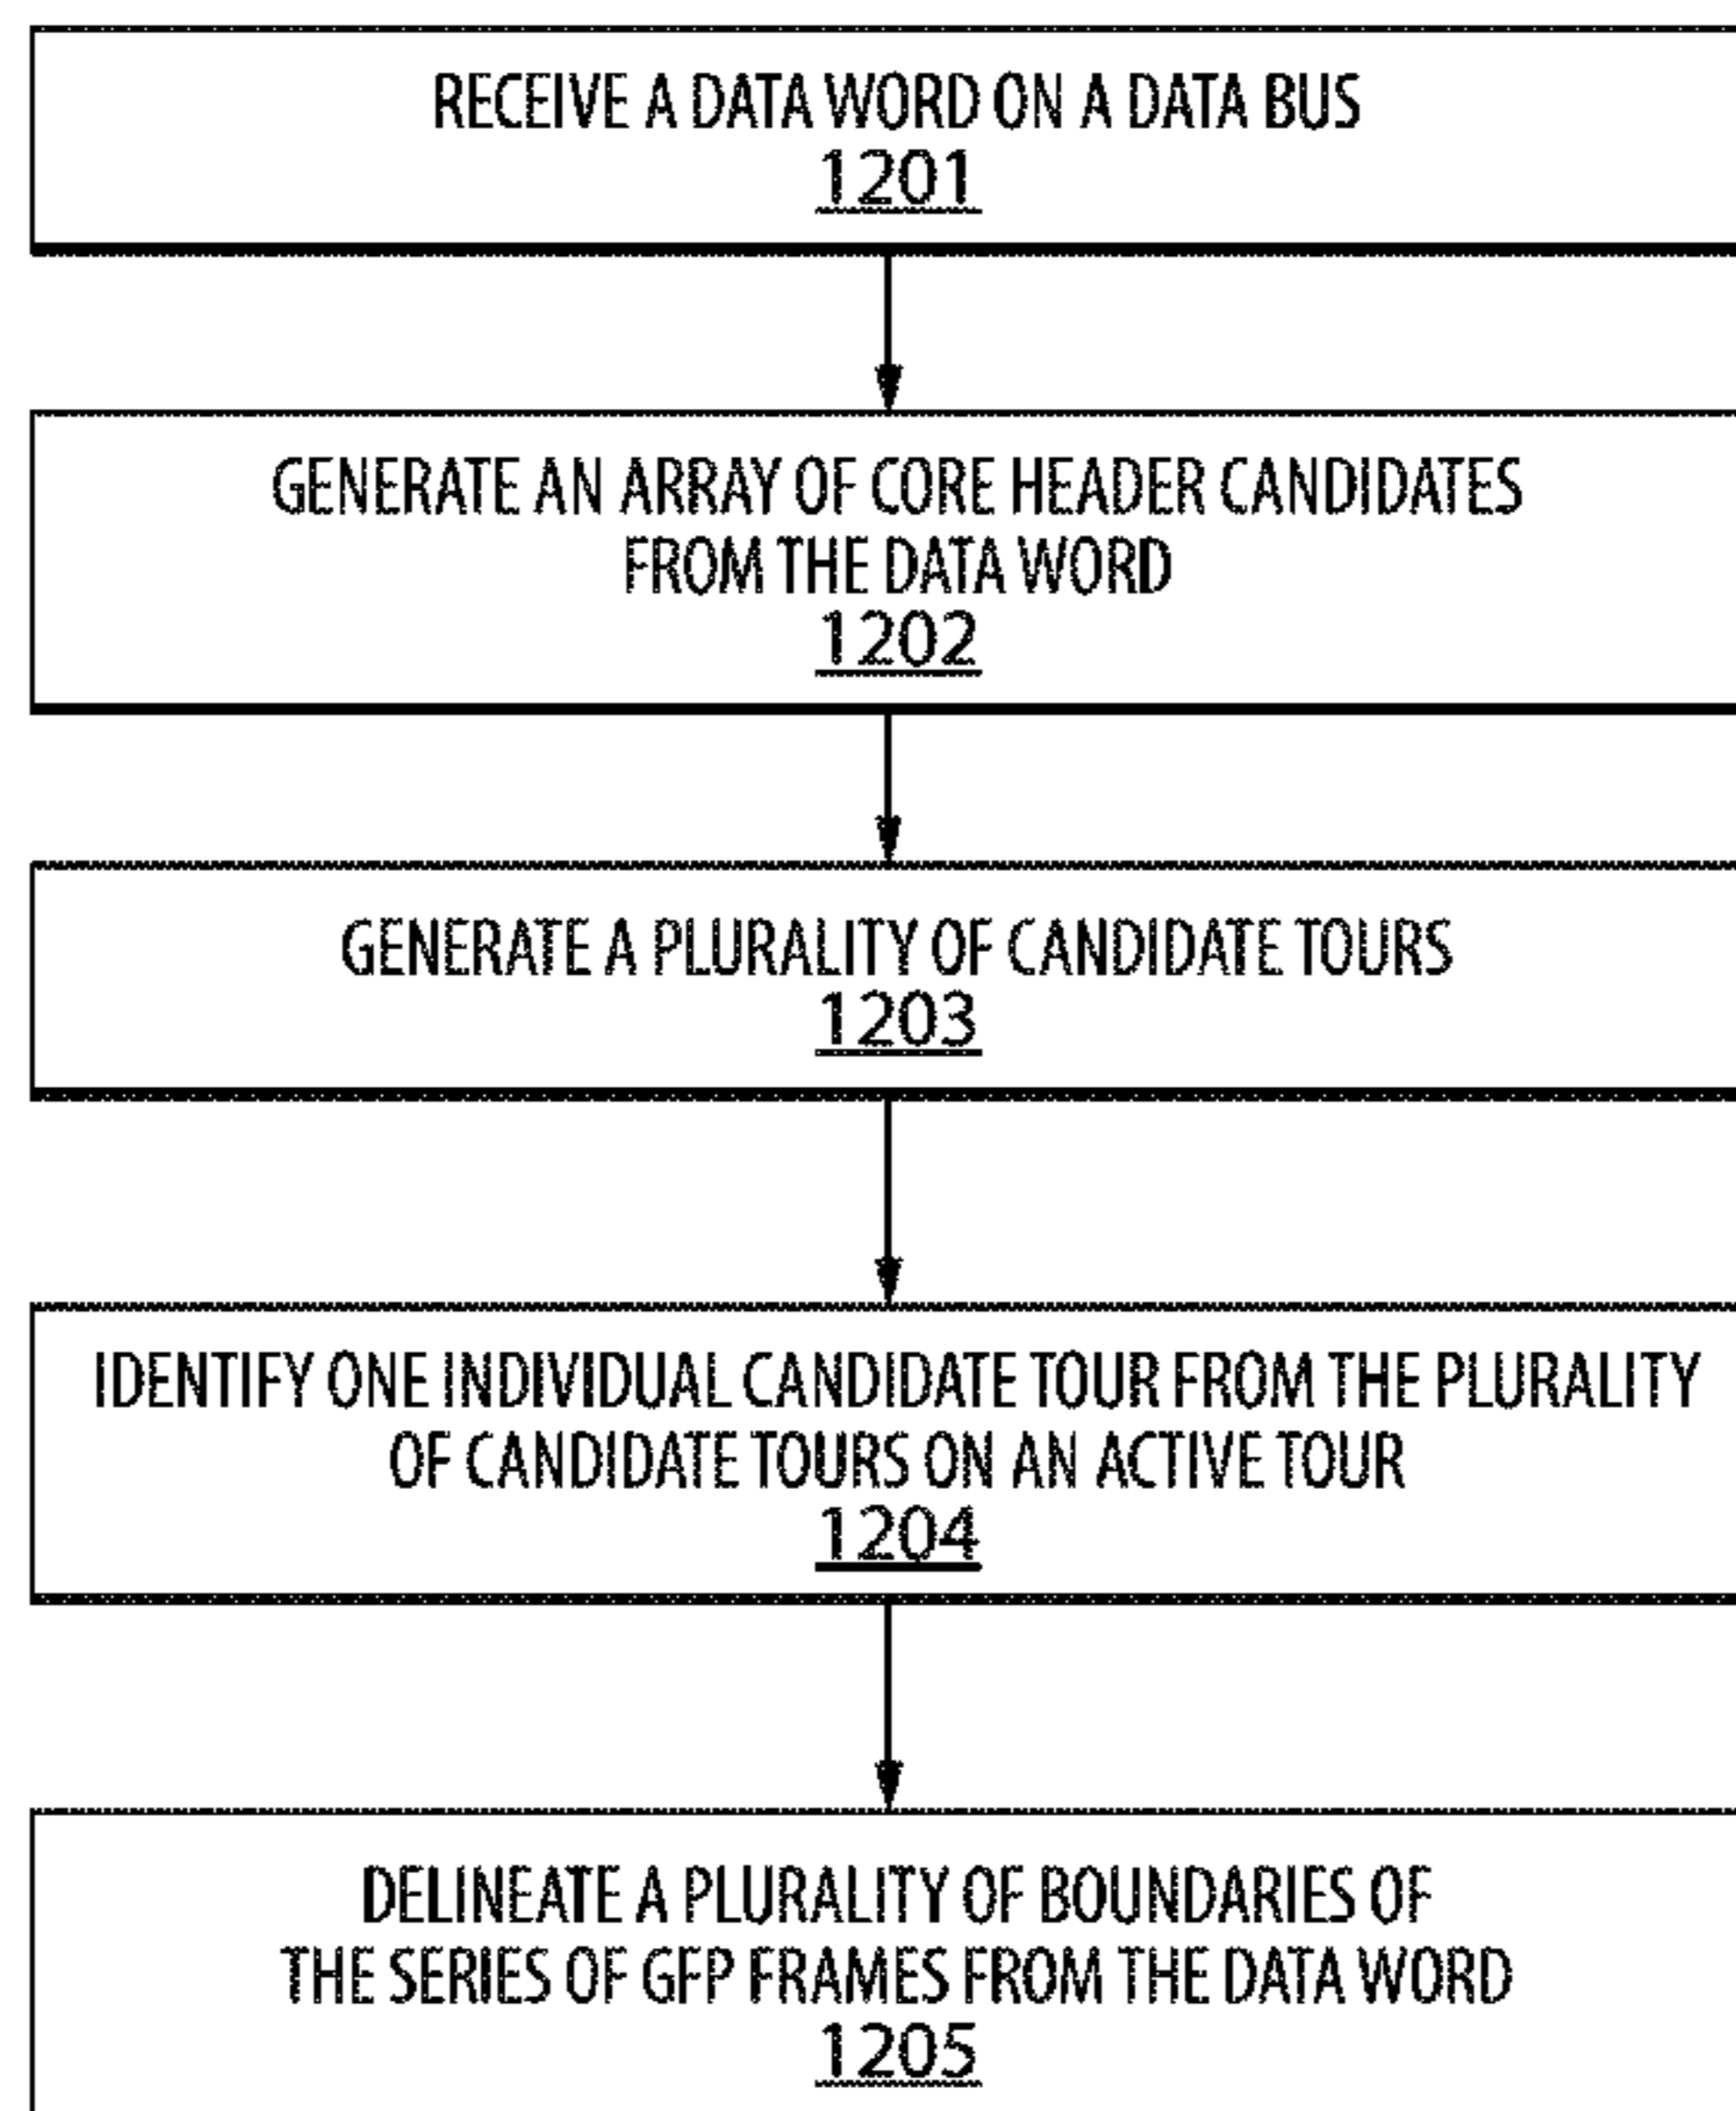 RECEIVE A DATA WORD ON A DATA BUS
1201
GENERATE AN ARRAY OF CORE HEADER CANDIDATES
FROM THE DATA WORD
1202
GENERATE A PLURALITY OF CANDIDATE TOURS
1203
IDENTIFY ONE INDIVIDUAL CANDIDATE TOUR FROM THE PLURALITY
OF CANDIDATE TOURS ON AN ACTIVE TOUR
1204
DELINEATE A PLURALITY OF BOUNDARIES OF
THE SERIES OF GFP FRAMES FROM THE DATA WORD
1205